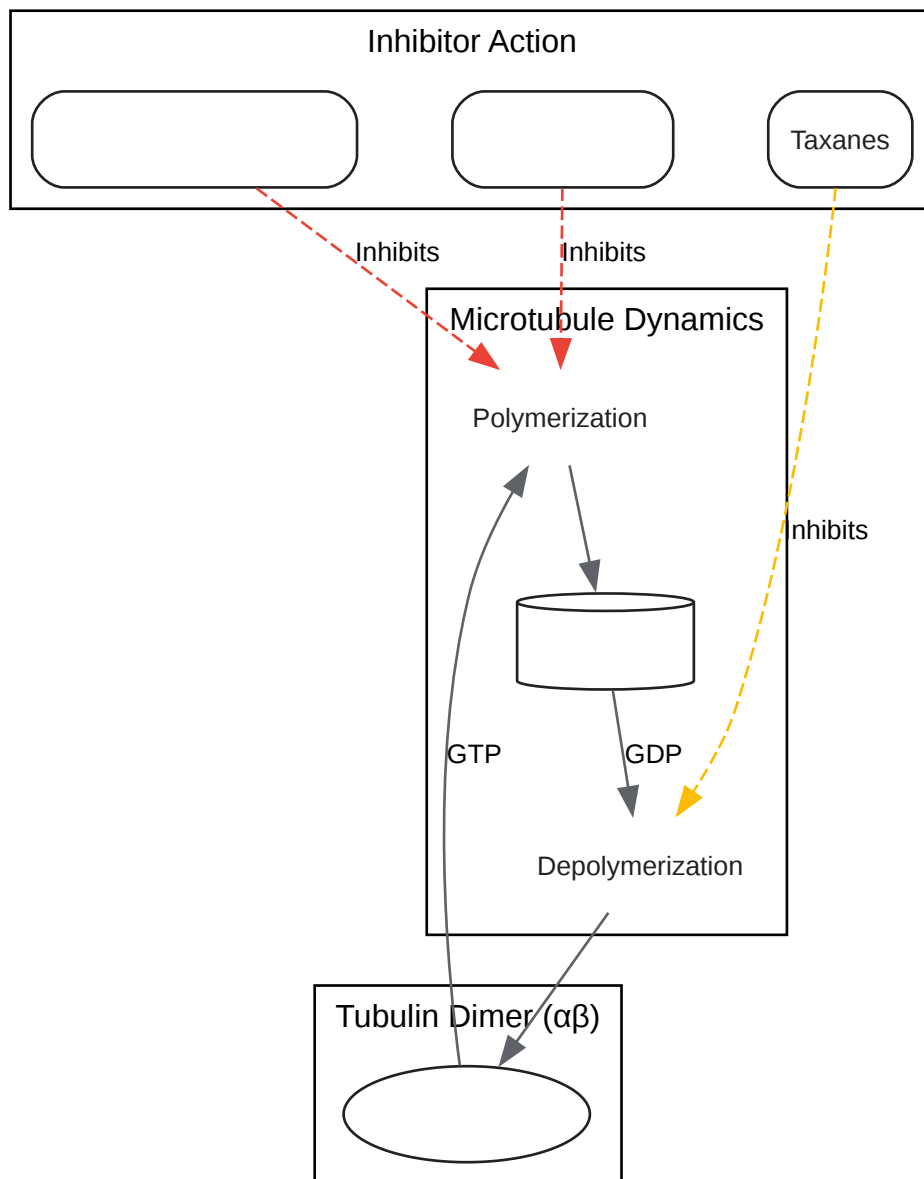 Inhibitor Action
Taxanes
Inhibits
Inhibits
Microtubule Dynamics
Polymerization
Inhibits
GTP
GDP
Depolymerization
Tubulin Dimer (αβ)